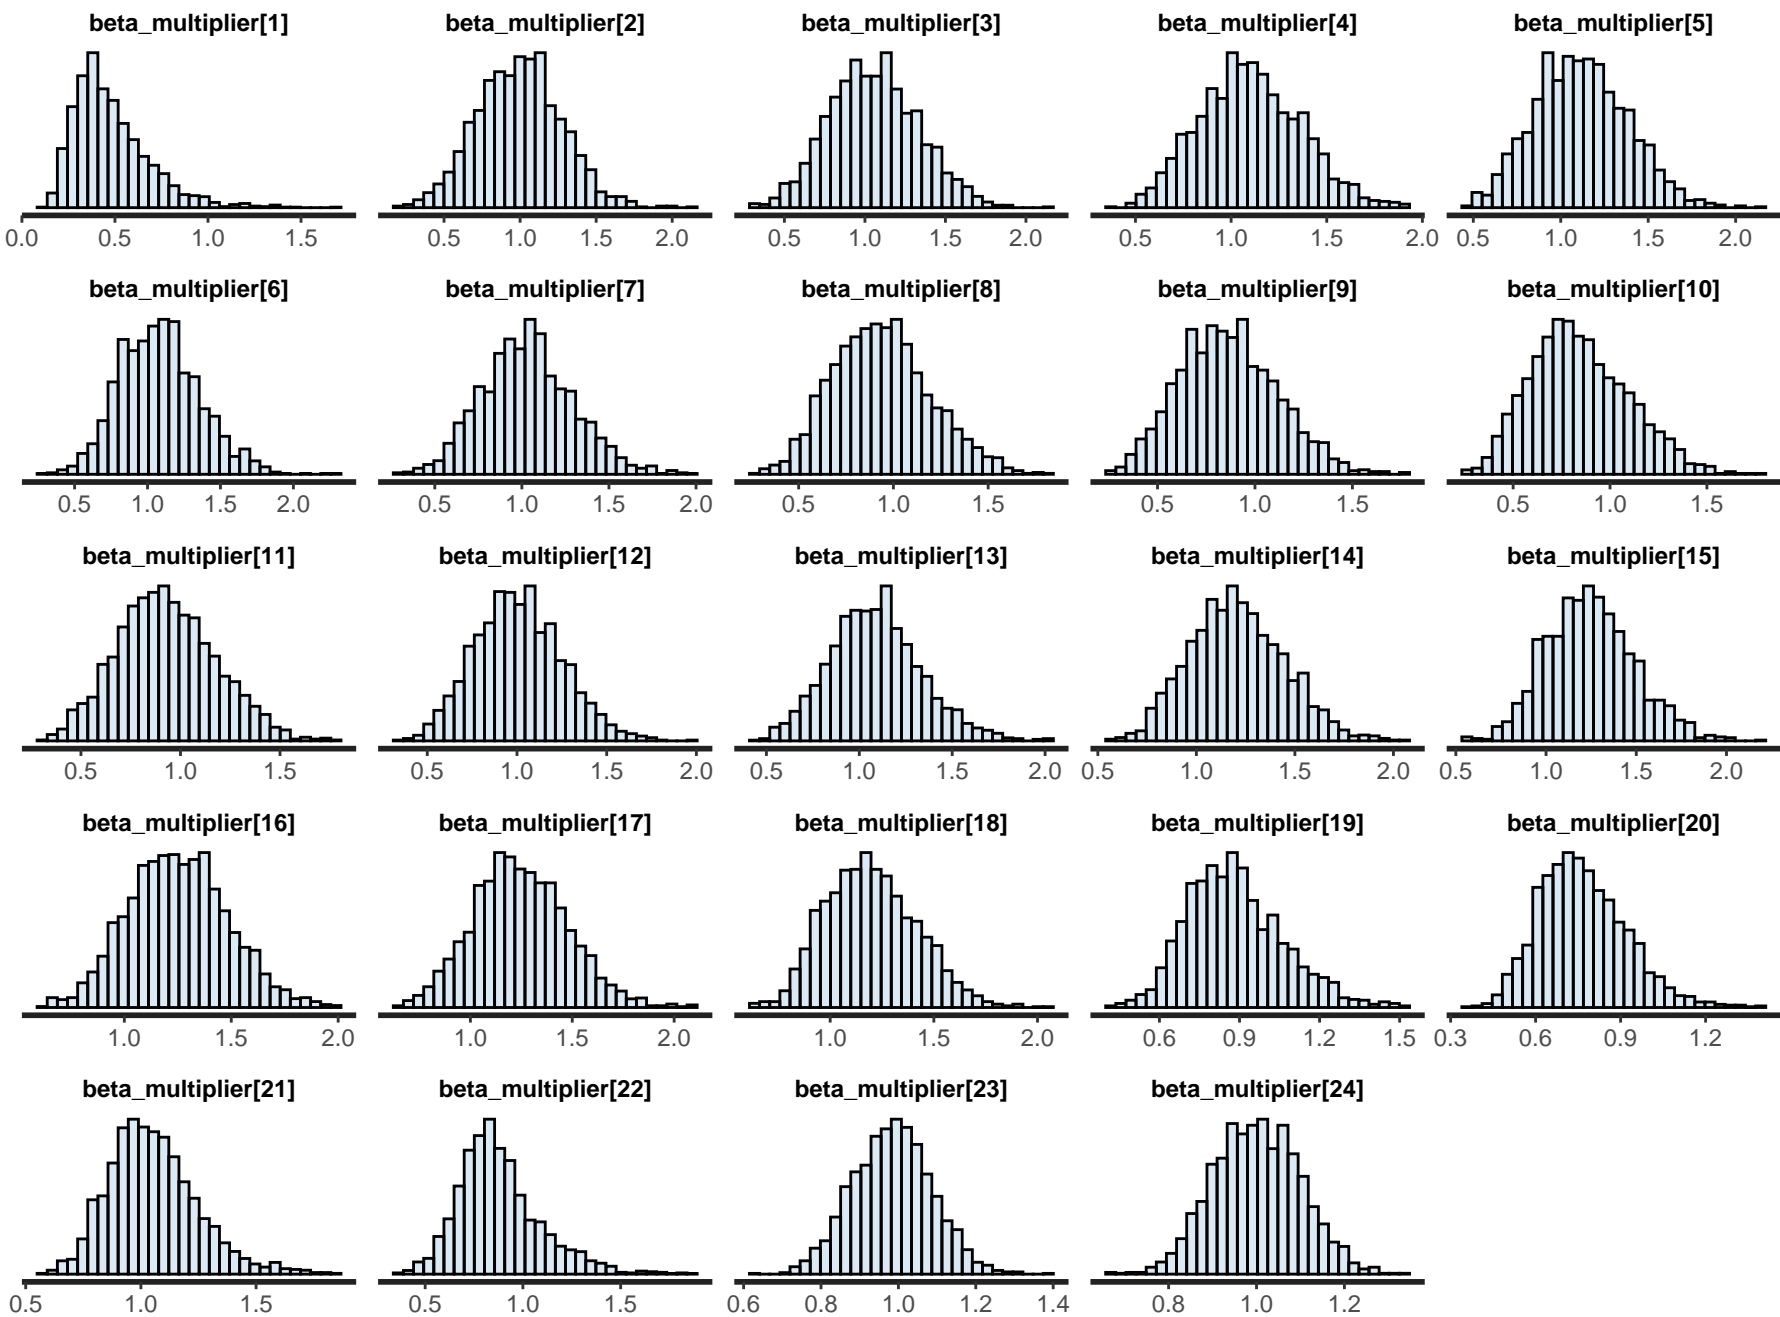 beta_multiplier[1] beta_multiplier[2] beta_multiplier[3] beta_multiplier[4] beta_multiplier[5]
0.0 0.5 1.0 1.5 0.5 1.0 1.5 2.0 0.5 1.0 1.5 2.0 0.5 1.0 1.5 2.0 0.5 1.0 1.5 2.0
beta_multiplier[6] beta_multiplier[7] beta_multiplier[8] beta_multiplier[9] beta_multiplier[10]
0.5 1.0 1.5 2.0 0.5 1.0 1.5 2.0 0.5 1.0 1.5 0.5 1.0 1.5 0.5 1.0 1.5
beta_multiplier[11] beta_multiplier[12] beta_multiplier[13] beta_multiplier[14] beta_multiplier[15]
0.5 1.0 1.5 0.5 1.0 1.5 2.0 0.5 1.0 1.5 2.0 0.5 1.0 1.5 2.0 0.5 1.0 1.5 2.0
beta_multiplier[16] beta_multiplier[17] beta_multiplier[18] beta_multiplier[19] beta_multiplier[20]
1.0 1.5 2.0 1.0 1.5 2.0 1.0 1.5 2.0 0.6 0.9 1.2 1.5 0.3 0.6 0.9 1.2
beta_multiplier[21] beta_multiplier[22] beta_multiplier[23] beta_multiplier[24]
0.5 1.0 1.5 0.5 1.0 1.5 0.6 0.8 1.0 1.2 1.4 0.8 1.0 1.2